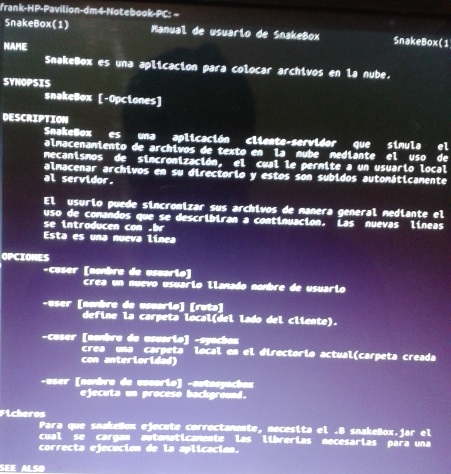 frank-HP-Pavilion-dm4-Notebook-PC: ~
SnakeBox(1) Manual de usuario de SnakeBox SnakeBox(1
NAME
SnakeBox es una aplicacion para colocar archivos en la nube.
SYNOPSIS
snakeBox [-Opciones]
DESCRIPTION
SnakeBox es una aplicación cliente-servidor que simula el
almacenamiento de archivos de texto en la nube mediante el uso de
mecanismos de sincronización, el cual le permite a un usuario local
almacenar archivos en su directorio y estos son subidos automáticamente
al servidor.
El usurio puede sincronizar sus archivos de manera general mediante el
uso de comandos que se describiran a continuacion. Las nuevas lineas
se introducen con .br
Esta es una nueva linea
OPCIONES
-cuser [nombre de usuario]
crea un nuevo usuario llamado nombre de usuario
-user [nombre de usuario] [ruta]
define la carpeta local(del lado del cliente).
-cuser [nombre de usuario] -syncbox
crea una carpeta local en el directorio actual(carpeta creada
con anterioridad)
-user [nombre de usuario] -autosyncbox
ejecuta un proceso background.
Ficheros
Para que snakeBox ejecute correctamente, necesita el .B snakeBox.jar el
cual se cargan automaticamente las librerias necesarias para una
correcta ejecucion de la aplicacion.
SEE ALSO